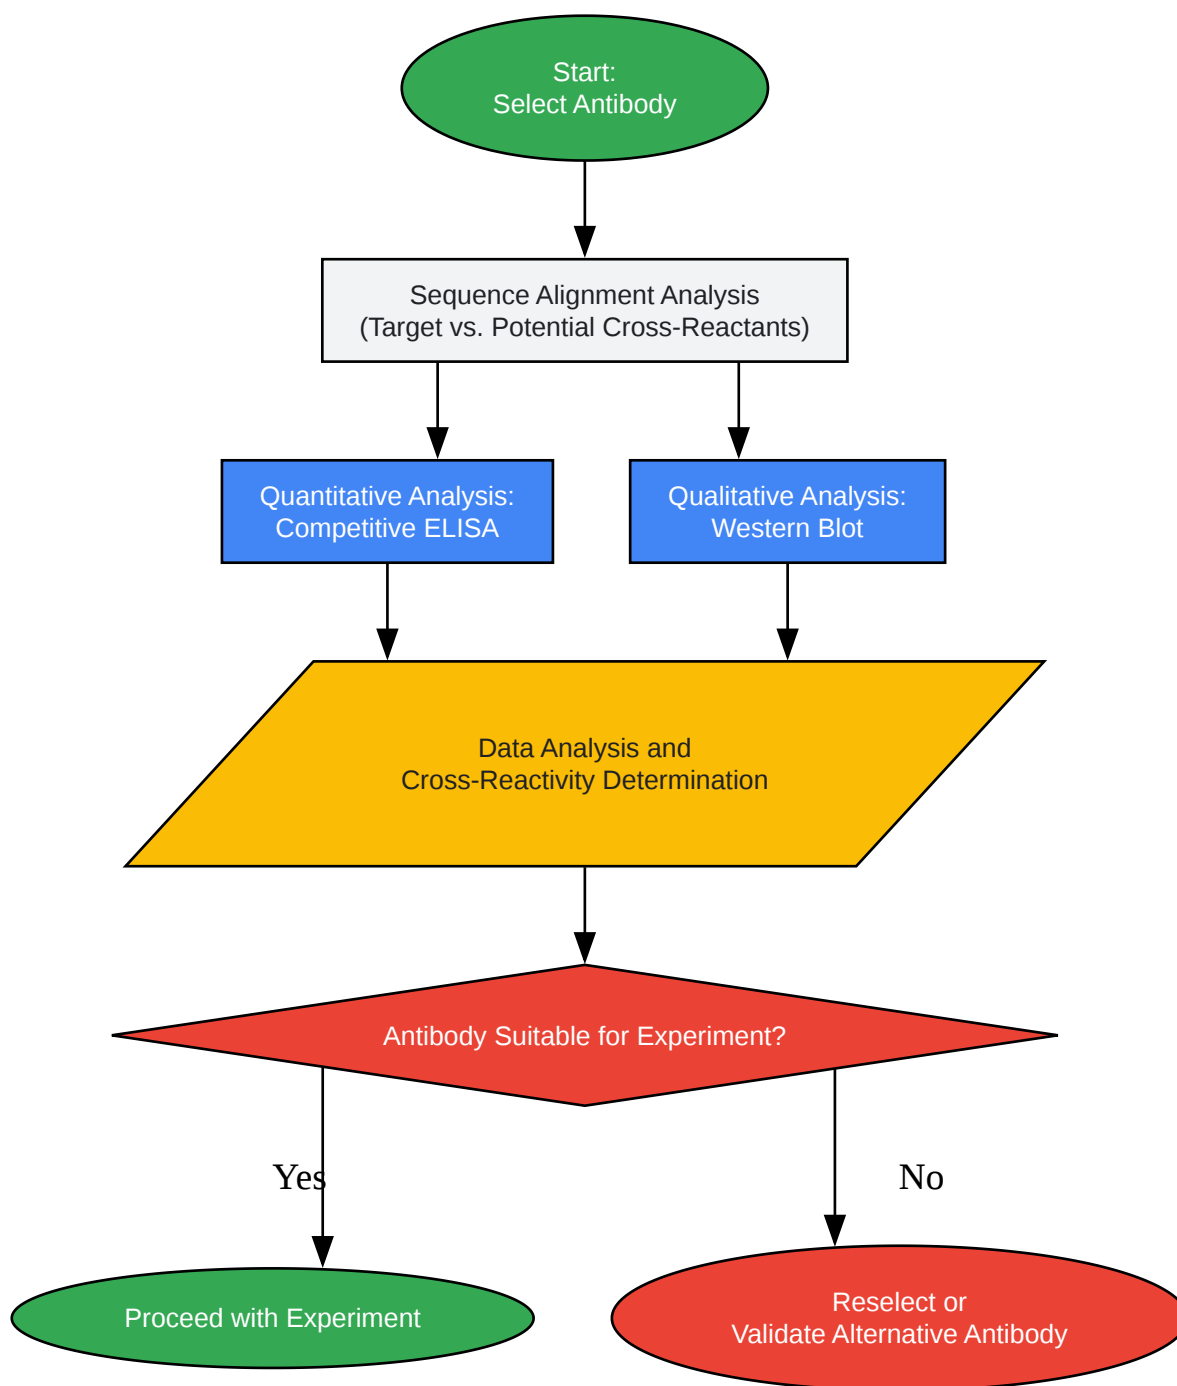 Start:
Select Antibody
Sequence Alignment Analysis
(Target vs. Potential Cross-Reactants)
Quantitative Analysis:
Competitive ELISA
Qualitative Analysis:
Western Blot
Data Analysis and
Cross-Reactivity Determination
Antibody Suitable for Experiment?
Yes
No
Proceed with Experiment
Reselect or
Validate Alternative Antibody